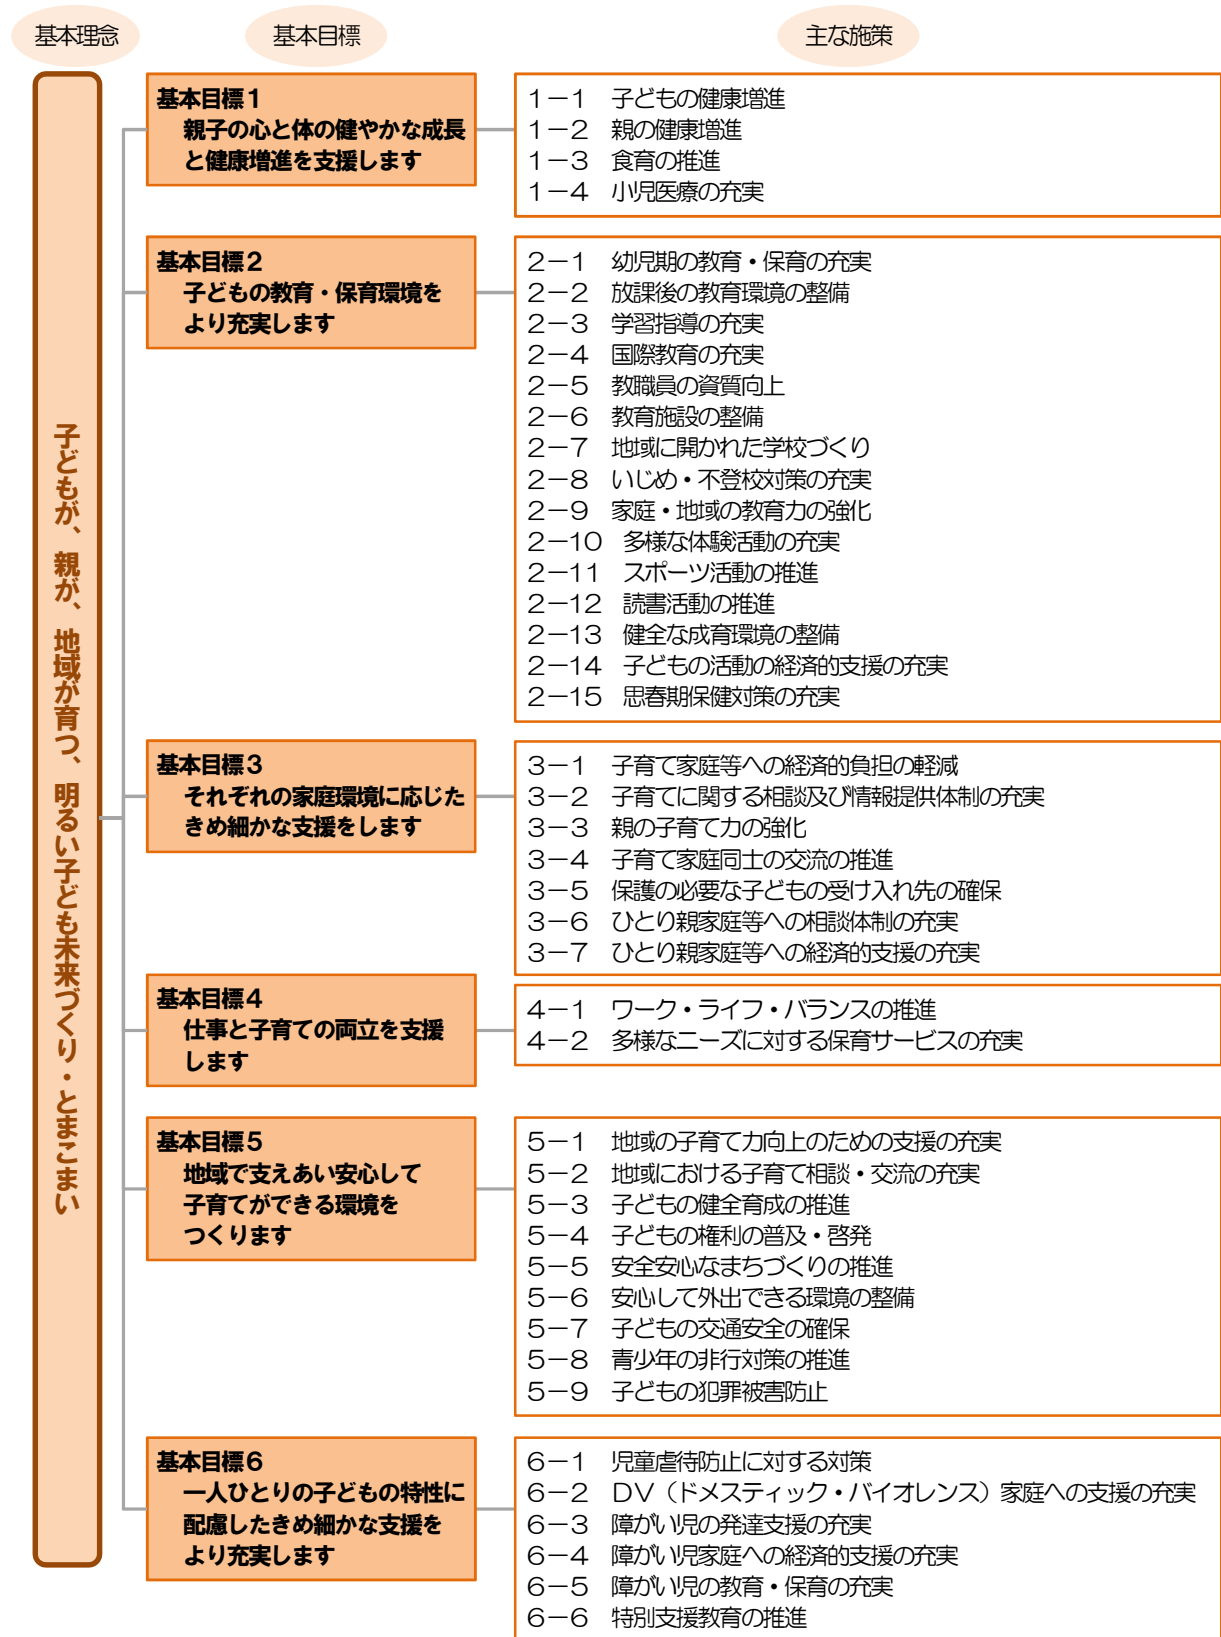 基本理念
基本目標
主な施策
子どもが、親が、地域が育つ、明るい子ども未来づくり・とまこまい
基本目標1
親子の心と体の健やかな成長
と健康増進を支援します
1－1　子どもの健康増進
1－2　親の健康増進
1－3　食育の推進
1－4　小児医療の充実
基本目標2
子どもの教育・保育環境を
より充実します
2－1　幼児期の教育・保育の充実
2－2　放課後の教育環境の整備
2－3　学習指導の充実
2－4　国際教育の充実
2－5　教職員の資質向上
2－6　教育施設の整備
2－7　地域に開かれた学校づくり
2－8　いじめ・不登校対策の充実
2－9　家庭・地域の教育力の強化
2－10　多様な体験活動の充実
2－11　スポーツ活動の推進
2－12　読書活動の推進
2－13　健全な成育環境の整備
2－14　子どもの活動の経済的支援の充実
2－15　思春期保健対策の充実
基本目標3
それぞれの家庭環境に応じた
きめ細かな支援をします
3－1　子育て家庭等への経済的負担の軽減
3－2　子育てに関する相談及び情報提供体制の充実
3－3　親の子育て力の強化
3－4　子育て家庭同士の交流の推進
3－5　保護の必要な子どもの受け入れ先の確保
3－6　ひとり親家庭等への相談体制の充実
3－7　ひとり親家庭等への経済的支援の充実
基本目標4
仕事と子育ての両立を支援
します
4－1　ワーク・ライフ・バランスの推進
4－2　多様なニーズに対する保育サービスの充実
基本目標5
地域で支えあい安心して
子育てができる環境を
つくります
5－1　地域の子育て力向上のための支援の充実
5－2　地域における子育て相談・交流の充実
5－3　子どもの健全育成の推進
5－4　子どもの権利の普及・啓発
5－5　安全安心なまちづくりの推進
5－6　安心して外出できる環境の整備
5－7　子どもの交通安全の確保
5－8　青少年の非行対策の推進
5－9　子どもの犯罪被害防止
基本目標6
一人ひとりの子どもの特性に
配慮したきめ細かな支援を
より充実します
6－1　児童虐待防止に対する対策
6－2　DV（ドメスティック・バイオレンス）家庭への支援の充実
6－3　障がい児の発達支援の充実
6－4　障がい児家庭への経済的支援の充実
6－5　障がい児の教育・保育の充実
6－6　特別支援教育の推進